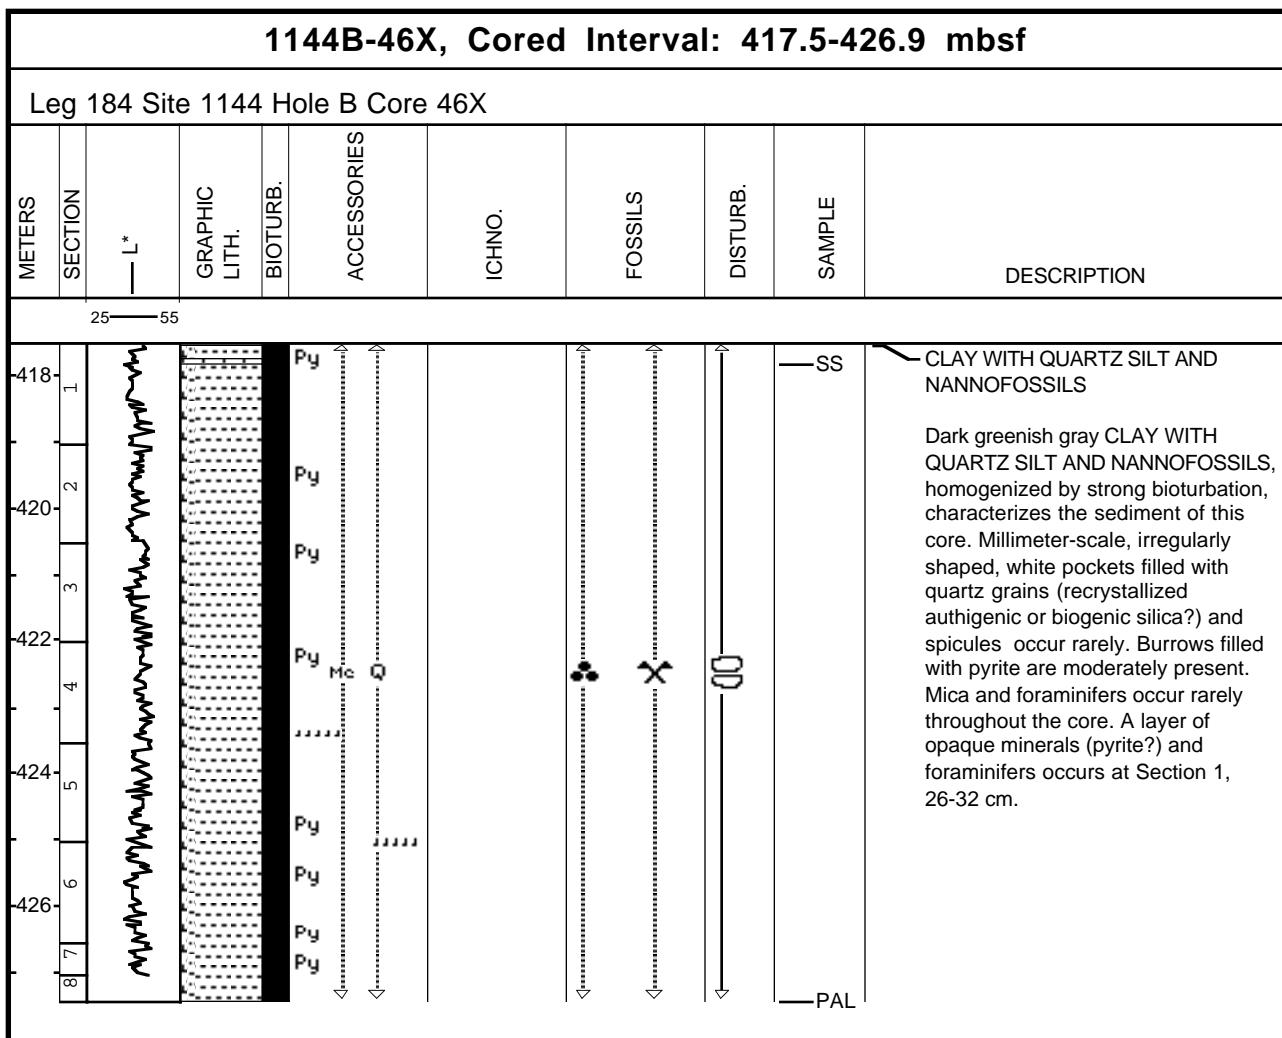 1144B-46X, Cored Interval: 417.5-426.9 mbsf
Leg 184 Site 1144 Hole B Core 46X
METERS
SECTION
L*
GRAPHIC
LITH.
BIOTURB.
ACCESSORIES
ICHNO.
FOSSILS
DISTURB.
SAMPLE
DESCRIPTION
25 55
418
420
422
424
426
1
2
3
4
5
6
7
8
Py
Py
Py
Py
Mc Q
Py
Py
Py
Py
SS
PAL
CLAY WITH QUARTZ SILT AND
NANNOFOSSILS
Dark greenish gray CLAY WITH
QUARTZ SILT AND NANNOFOSSILS,
homogenized by strong bioturbation,
characterizes the sediment of this
core. Millimeter-scale, irregularly
shaped, white pockets filled with
quartz grains (recrystallized
authigenic or biogenic silica?) and
spicules occur rarely. Burrows filled
with pyrite are moderately present.
Mica and foraminifers occur rarely
throughout the core. A layer of
opaque minerals (pyrite?) and
foraminifers occurs at Section 1,
26-32 cm.